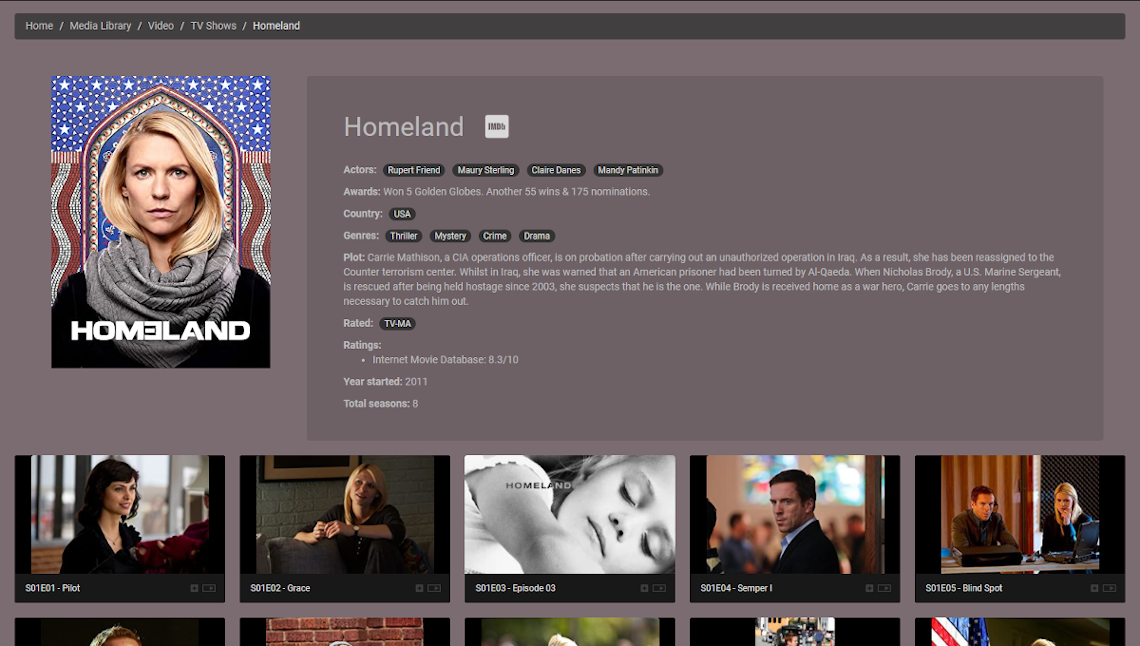 Home / Media Library / Video / TV Shows / Homeland
HOMELAND
Homeland IMDb
Actors: Rupert Friend Maury Sterling Claire Danes Mandy Patinkin
Awards: Won 5 Golden Globes. Another 55 wins & 175 nominations.
Country: USA
Genres: Thriller Mystery Crime Drama
Plot: Carrie Mathison, a CIA operations officer, is on probation after carrying out an unauthorized operation in Iraq. As a result, she has been reassigned to the
Counter terrorism center. Whilst in Iraq, she was warned that an American prisoner had been turned by Al-Qaeda. When Nicholas Brody, a U.S. Marine Sergeant,
is rescued after being held hostage since 2003, she suspects that he is the one. While Brody is received home as a war hero, Carrie goes to any lengths
necessary to catch him out.
Rated: TV-MA
Ratings:
• Internet Movie Database: 8.3/10
Year started: 2011
Total seasons: 8
HOMELAND
S01E01 - Pilot
S01E02 - Grace
S01E03 - Episode 03
S01E04 - Semper I
S01E05 - Blind Spot